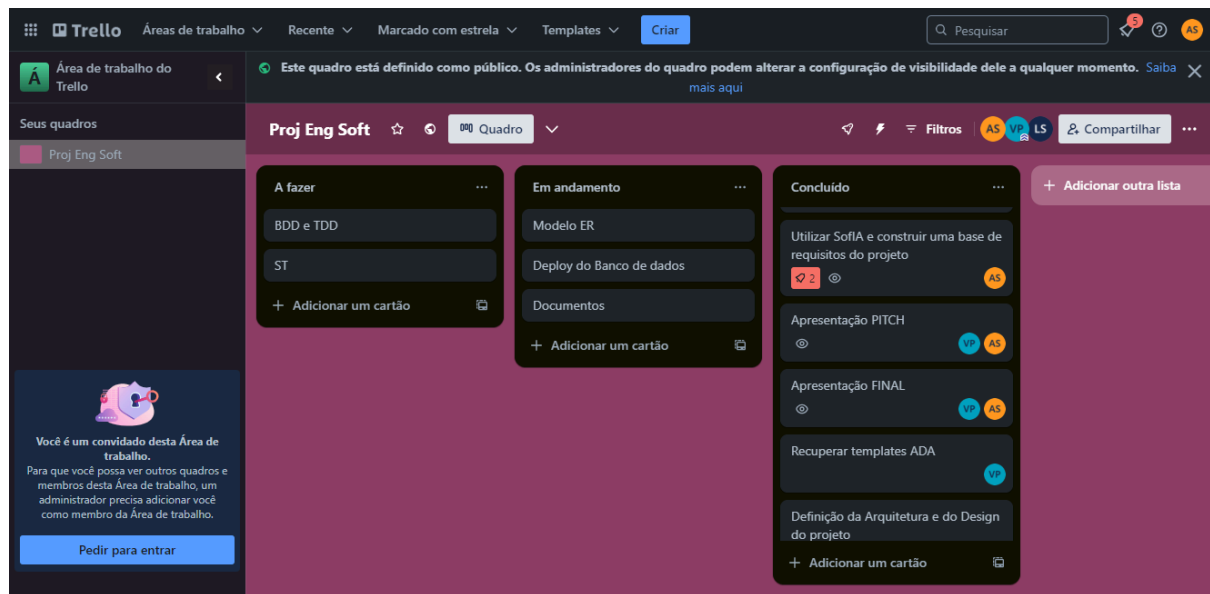 Trello
Áreas de trabalho
Recente
Marcado com estrela
Templates
Criar
Pesquisar
5
AS
Á
Área de trabalho do
Trello
Este quadro está definido como público. Os administradores do quadro podem alterar a configuração de visibilidade dele a qualquer momento. Saiba
mais aqui
Seus quadros
Proj Eng Soft
Proj Eng Soft
Quadro
Filtros
AS
VP
LS
Compartilhar
A fazer
BDD e TDD
ST
+ Adicionar um cartão
Em andamento
Modelo ER
Deploy do Banco de dados
Documentos
+ Adicionar um cartão
Concluído
Utilizar SofIA e construir uma base de
requisitos do projeto
2
AS
Apresentação PITCH
VP AS
Apresentação FINAL
VP AS
Recuperar templates ADA
VP
Definição da Arquitetura e do Design
do projeto
+ Adicionar um cartão
+ Adicionar outra lista
Você é um convidado desta Área de
trabalho.
Para que você possa ver outros quadros e
membros desta Área de trabalho, um
administrador precisa adicionar você
como membro da Área de trabalho.
Pedir para entrar